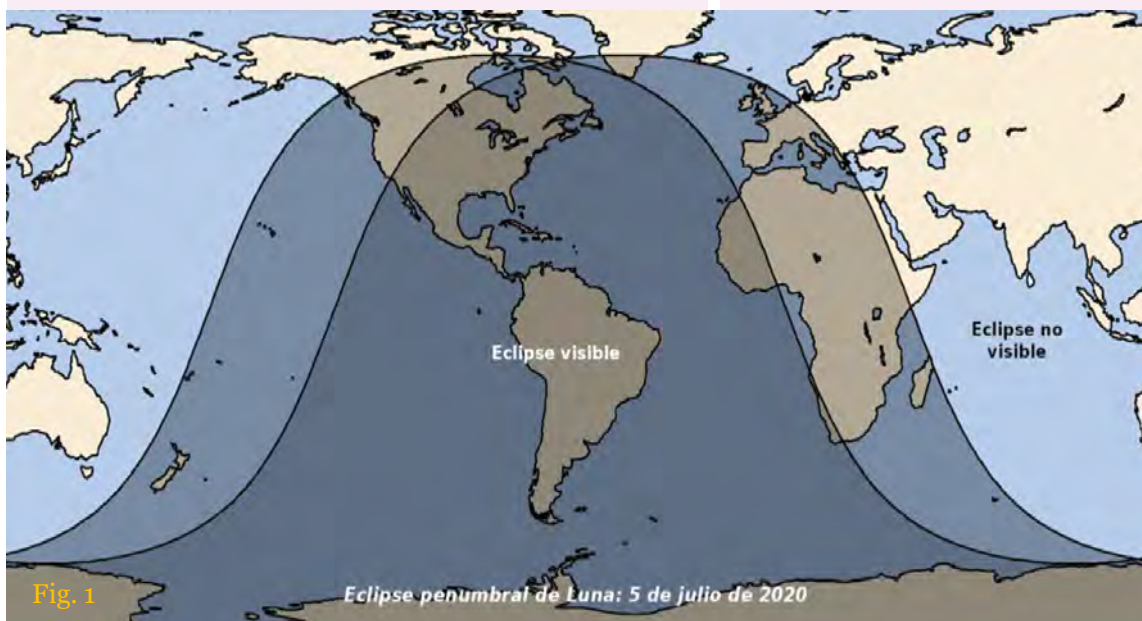 Eclipse visible
Eclipse no
visible
Fig. 1
Eclipse penumbral de Luna: 5 de julio de 2020